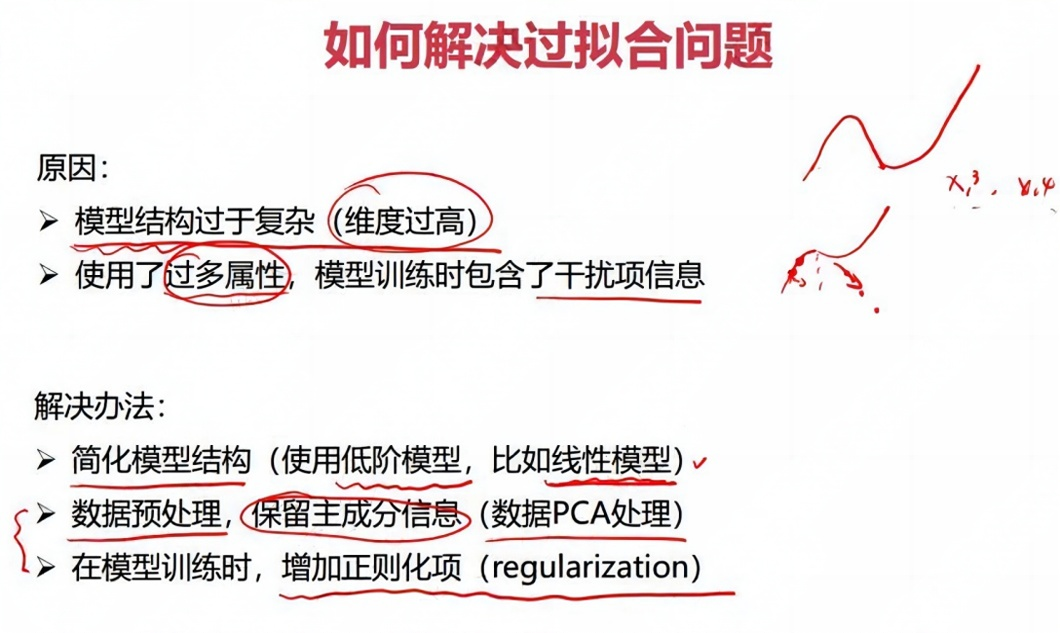 如何解决过拟合问题
原因：
➢ 模型结构过于复杂（维度过高）
➢ 使用了过多属性，模型训练时包含了干扰项信息
解决办法：
➢ 简化模型结构（使用低阶模型，比如线性模型）
➢ 数据预处理，保留主成分信息（数据PCA处理）
➢ 在模型训练时，增加正则化项（regularization）